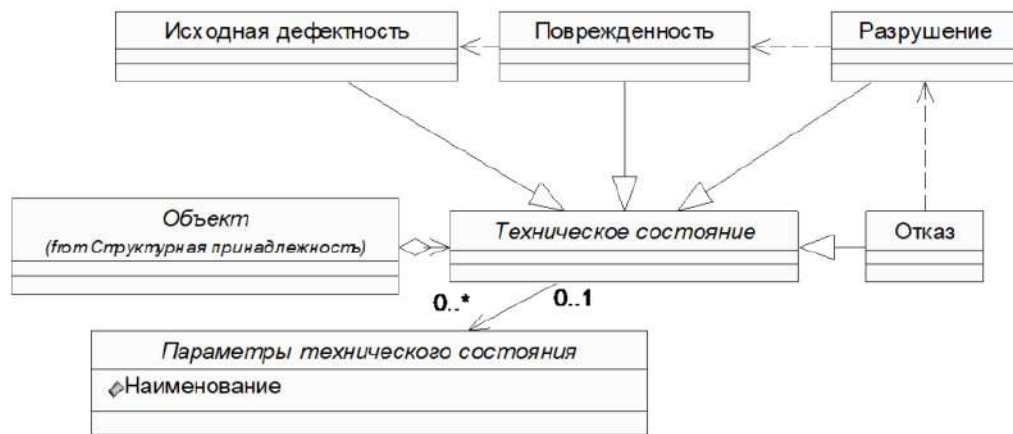 Исходная дефектность
Поврежденность
Разрушение
Объект
(from Структурная принадлежность)
Техническое состояние
Отказ
0..*
0..1
Параметры технического состояния
Наименование